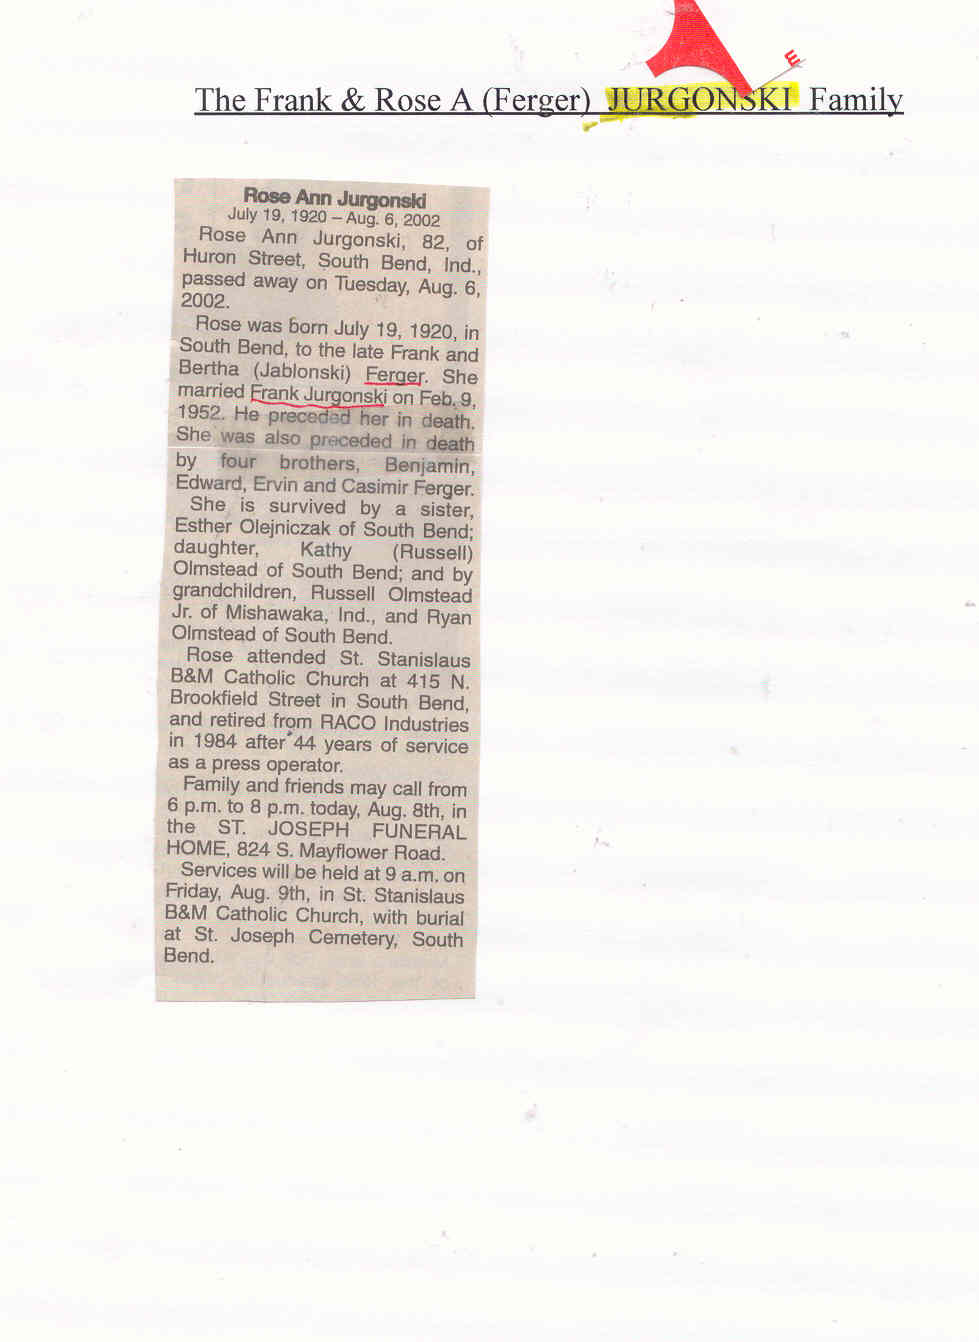 E
The Frank & Rose A (Ferger) JURGONSKI Family
Rose Ann Jurgonski
July 19, 1920 – Aug. 6, 2002
Rose Ann Jurgonski, 82, of
Huron Street, South Bend, Ind.,
passed away on Tuesday, Aug. 6,
2002.
Rose was born July 19, 1920, in
South Bend, to the late Frank and
Bertha (Jablonski) Ferger. She
married Frank Jurgonski on Feb. 9,
1952. He preceded her in death.
She was also preceded in death
by four brothers, Benjamin,
Edward, Ervin and Casimir Ferger.
She is survived by a sister,
Esther Olejniczak of South Bend;
daughter, Kathy (Russell)
Olmstead of South Bend; and by
grandchildren, Russell Olmstead
Jr. of Mishawaka, Ind., and Ryan
Olmstead of South Bend.
Rose attended St. Stanislaus
B&M Catholic Church at 415 N.
Brookfield Street in South Bend,
and retired from RACO Industries
in 1984 after 44 years of service
as a press operator.
Family and friends may call from
6 p.m. to 8 p.m. today, Aug. 8th, in
the ST. JOSEPH FUNERAL
HOME, 824 S. Mayflower Road.
Services will be held at 9 a.m. on
Friday, Aug. 9th, in St. Stanislaus
B&M Catholic Church, with burial
at St. Joseph Cemetery, South
Bend.